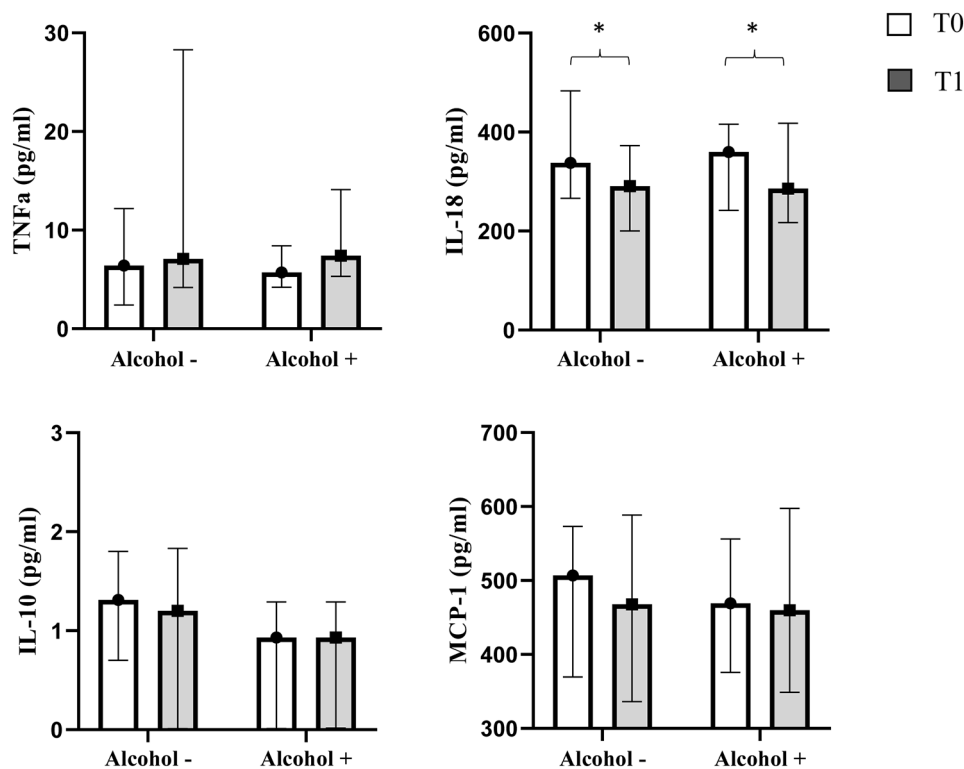 T0
T1
TNFa (pg/ml)
30
20
10
0
Alcohol -
Alcohol +
IL-18 (pg/ml)
600
400
200
0
*
*
Alcohol -
Alcohol +
IL-10 (pg/ml)
3
2
1
0
Alcohol -
Alcohol +
MCP-1 (pg/ml)
700
600
500
400
300
Alcohol -
Alcohol +